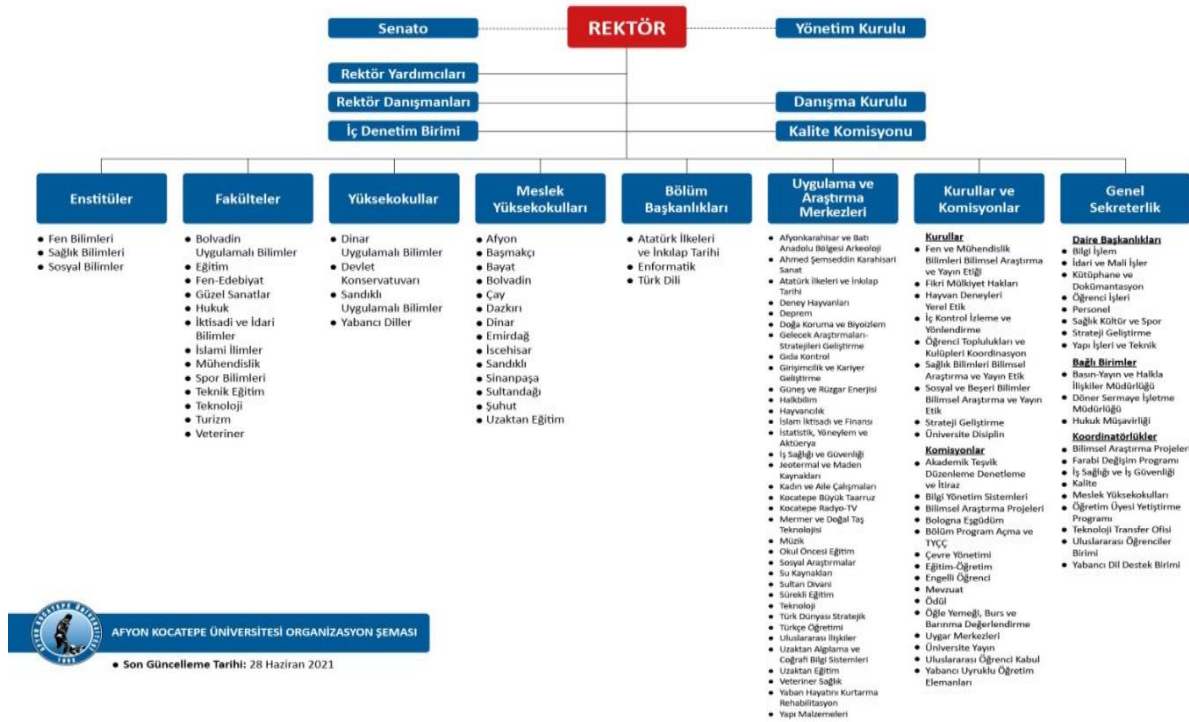 Senato
REKTÖR
Yönetim Kurulu
Rektör Yardımcıları
Rektör Danışmanları
Danışma Kurulu
İç Denetim Birimi
Kalite Komisyonu
Enstitüler
• Fen Bilimleri
• Sağlık Bilimleri
• Sosyal Bilimler
Fakülteler
• Bolvadin
Uygulamalı Bilimler
• Eğitim
• Fen-Edebiyat
• Güzel Sanatlar
• Hukuk
• İktisadi ve İdari
Bilimler
• İslami İlimler
• Mühendislik
• Spor Bilimleri
• Teknik Eğitim
• Teknoloji
• Turizm
• Veteriner
Yüksekokullar
• Dinar
Uygulamalı Bilimler
• Devlet
Konservatuvarı
• Sandıklı
Uygulamalı Bilimler
• Yabancı Diller
Meslek
Yüksekokulları
• Afyon
• Başmakçı
• Bayat
• Bolvadin
• Çay
• Dazkırı
• Dinar
• Emirdağ
• İscehisar
• Sandıklı
• Sinanpaşa
• Sultandağı
• Şuhut
• Uzaktan Eğitim
Bölüm
Başkanlıkları
• Atatürk İlkeleri
ve İnkılap Tarihi
• Enformatik
• Türk Dili
Uygulama ve
Araştırma
Merkezleri
• Afyonkarahisar ve Batı
Anadolu Bölgesi Arkeoloji
• Ahmed Şemseddin Karahisari
Sanat
• Atatürk İlkeleri ve İnkılap
Tarihi
• Deney Hayvanları
• Deprem
• Doğa Koruma ve Biyoizlem
• Gelecek Araştırmaları-
Stratejileri Geliştirme
• Gıda Kontrol
• Girişimcilik ve Kariyer
Geliştirme
• Güneş ve Rüzgar Enerjisi
• Halkbilim
• Hayvancılık
• İslam İktisadı ve Finansı
• İstatistik, Yöneylem ve
Aktüerya
• İş Sağlığı ve Güvenliği
• Jeotermal ve Maden
Kaynakları
• Kadın ve Aile Çalışmaları
• Kocatepe Büyük Taarruz
• Kocatepe Radyo-TV
• Mermer ve Doğal Taş
Teknolojisi
• Müzik
• Okul Öncesi Eğitim
• Sosyal Araştırmalar
• Su Kaynakları
• Sultan Divani
• Sürekli Eğitim
• Teknoloji
• Türk Dünyası Stratejik
• Türkçe Öğretimi
• Uluslararası İlişkiler
• Uzaktan Algılama ve
Coğrafi Bilgi Sistemleri
• Uzaktan Eğitim
• Veteriner Sağlık
• Yaban Hayatını Kurtarma
Rehabilitasyon
• Yapı Malzemeleri
Kurullar ve
Komisyonlar
Kurullar
• Fen ve Mühendislik
Bilimleri Bilimsel Araştırma
ve Yayın Etiği
• Fikri Mülkiyet Hakları
• Hayvan Deneyleri
Yerel Etik
• İç Kontrol İzleme ve
Yönlendirme
• Öğrenci Toplulukları ve
Kulüpleri Koordinasyon
• Sağlık Bilimleri Bilimsel
Araştırma ve Yayın Etik
• Sosyal ve Beşeri Bilimler
Bilimsel Araştırma ve Yayın
Etik
• Strateji Geliştirme
• Üniversite Disiplin
Komisyonlar
• Akademik Teşvik
Düzenleme Denetleme
ve İtiraz
• Bilgi Yönetim Sistemleri
• Bilimsel Araştırma Projeleri
• Bologna Eşgüdüm
• Bölüm Program Açma ve
TYÇÇ
• Çevre Yönetimi
• Eğitim-Öğretim
• Engelli Öğrenci
• Mevzuat
• Ödül
• Öğle Yemeği, Burs ve
Barınma Değerlendirme
• Uygar Merkezleri
• Üniversite Yayın
• Uluslararası Öğrenci Kabul
• Yabancı Uyruklu Öğretim
Elemanları
Genel
Sekreterlik
Daire Başkanlıkları
• Bilgi İşlem
• İdari ve Mali İşler
• Kütüphane ve
Dokümantasyon
• Öğrenci İşleri
• Personel
• Sağlık Kültür ve Spor
• Strateji Geliştirme
• Yapı İşleri ve Teknik
Bağlı Birimler
• Basın-Yayın ve Halkla
İlişkiler Müdürlüğü
• Döner Sermaye İşletme
Müdürlüğü
• Hukuk Müşavirliği
Koordinatörlükler
• Bilimsel Araştırma Projeleri
• Farabi Değişim Programı
• İş Sağlığı ve İş Güvenliği
• Kalite
• Meslek Yüksekokulları
• Öğretim Üyesi Yetiştirme
Programı
• Teknoloji Transfer Ofisi
• Uluslararası Öğrenciler
Birimi
• Yabancı Dil Destek Birimi
AFYON KOCATEPE ÜNİVERSİTESİ
1992
AFYON KOCATEPE ÜNİVERSİTESİ ORGANİZASYON ŞEMASI
• Son Güncelleme Tarihi: 28 Haziran 2021